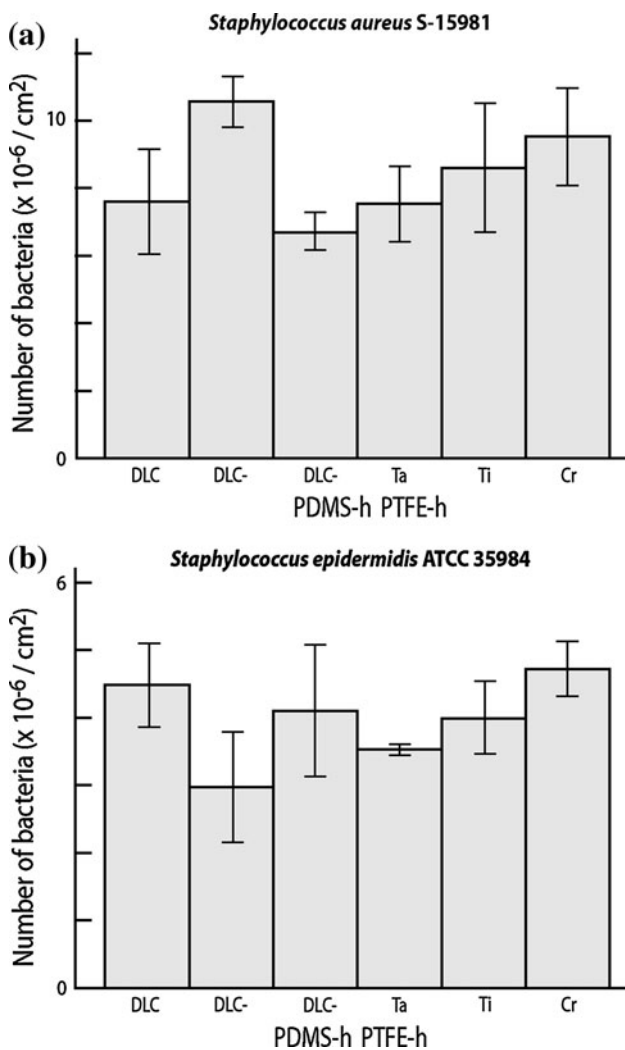 (a)
Staphylococcus aureus S-15981
Number of bacteria (x 10⁻⁶ / cm²)
10
0
DLC DLC- DLC- Ta Ti Cr
PDMS-h PTFE-h
(b)
Staphylococcus epidermidis ATCC 35984
Number of bacteria (x 10⁻⁶ / cm²)
6
0
DLC DLC- DLC- Ta Ti Cr
PDMS-h PTFE-h